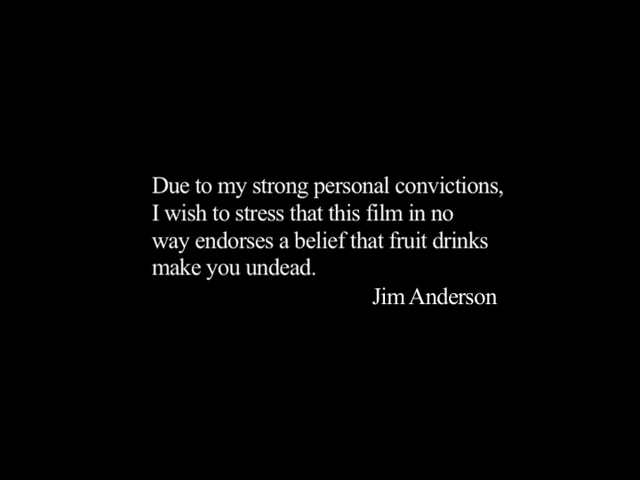 Due to my strong personal convictions,
I wish to stress that this film in no
way endorses a belief that fruit drinks
make you undead.
Jim Anderson